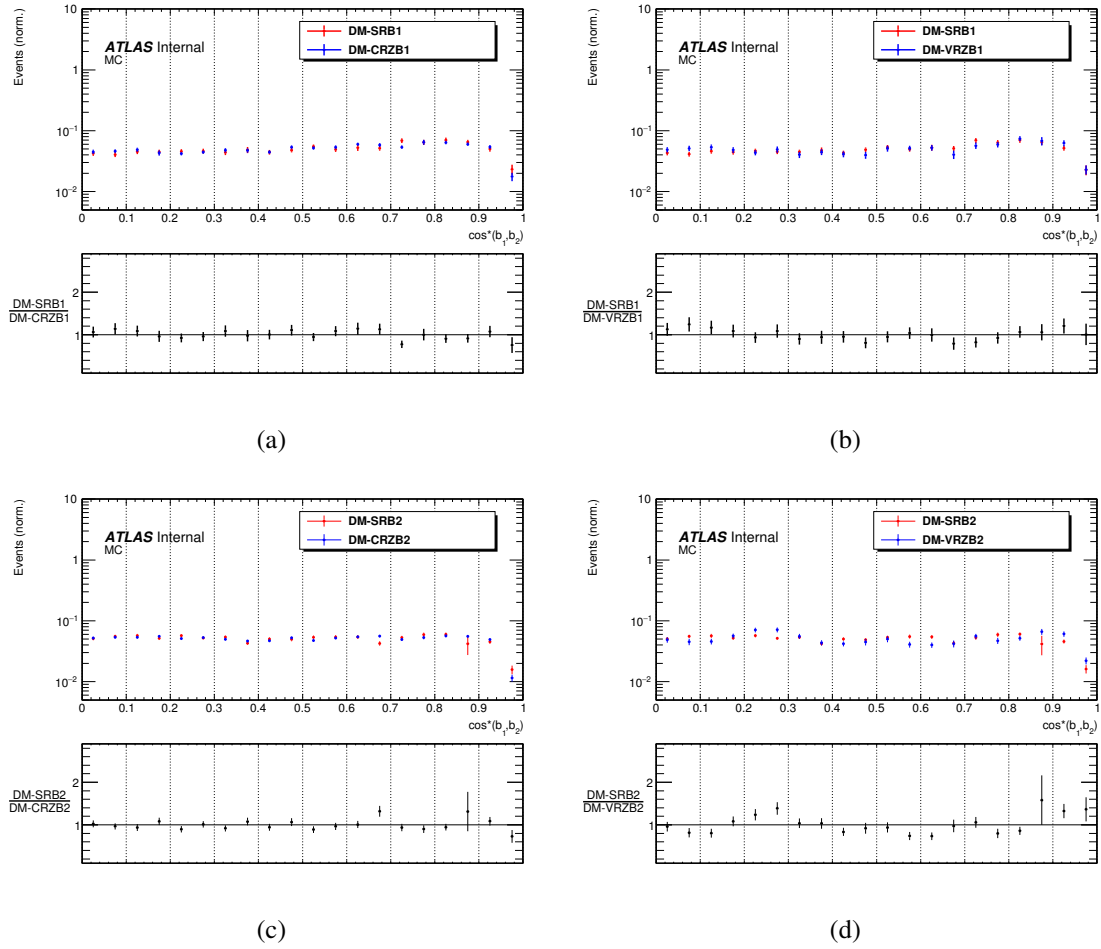 Events (norm.)
10
1
10⁻¹
10⁻²
ATLAS Internal
MC
DM-SRB1
DM-CRZB1
0 0.1 0.2 0.3 0.4 0.5 0.6 0.7 0.8 0.9 1
cos*(b₁,b₂)
DM-SRB1
DM-CRZB1
2
1
(a)
Events (norm.)
10
1
10⁻¹
10⁻²
ATLAS Internal
MC
DM-SRB1
DM-VRZB1
0 0.1 0.2 0.3 0.4 0.5 0.6 0.7 0.8 0.9 1
cos*(b₁,b₂)
DM-SRB1
DM-VRZB1
2
1
(b)
Events (norm.)
10
1
10⁻¹
10⁻²
ATLAS Internal
MC
DM-SRB2
DM-CRZB2
0 0.1 0.2 0.3 0.4 0.5 0.6 0.7 0.8 0.9 1
cos*(b₁,b₂)
DM-SRB2
DM-CRZB2
2
1
(c)
Events (norm.)
10
1
10⁻¹
10⁻²
ATLAS Internal
MC
DM-SRB2
DM-VRZB2
0 0.1 0.2 0.3 0.4 0.5 0.6 0.7 0.8 0.9 1
cos*(b₁,b₂)
DM-SRB2
DM-VRZB2
2
1
(d)